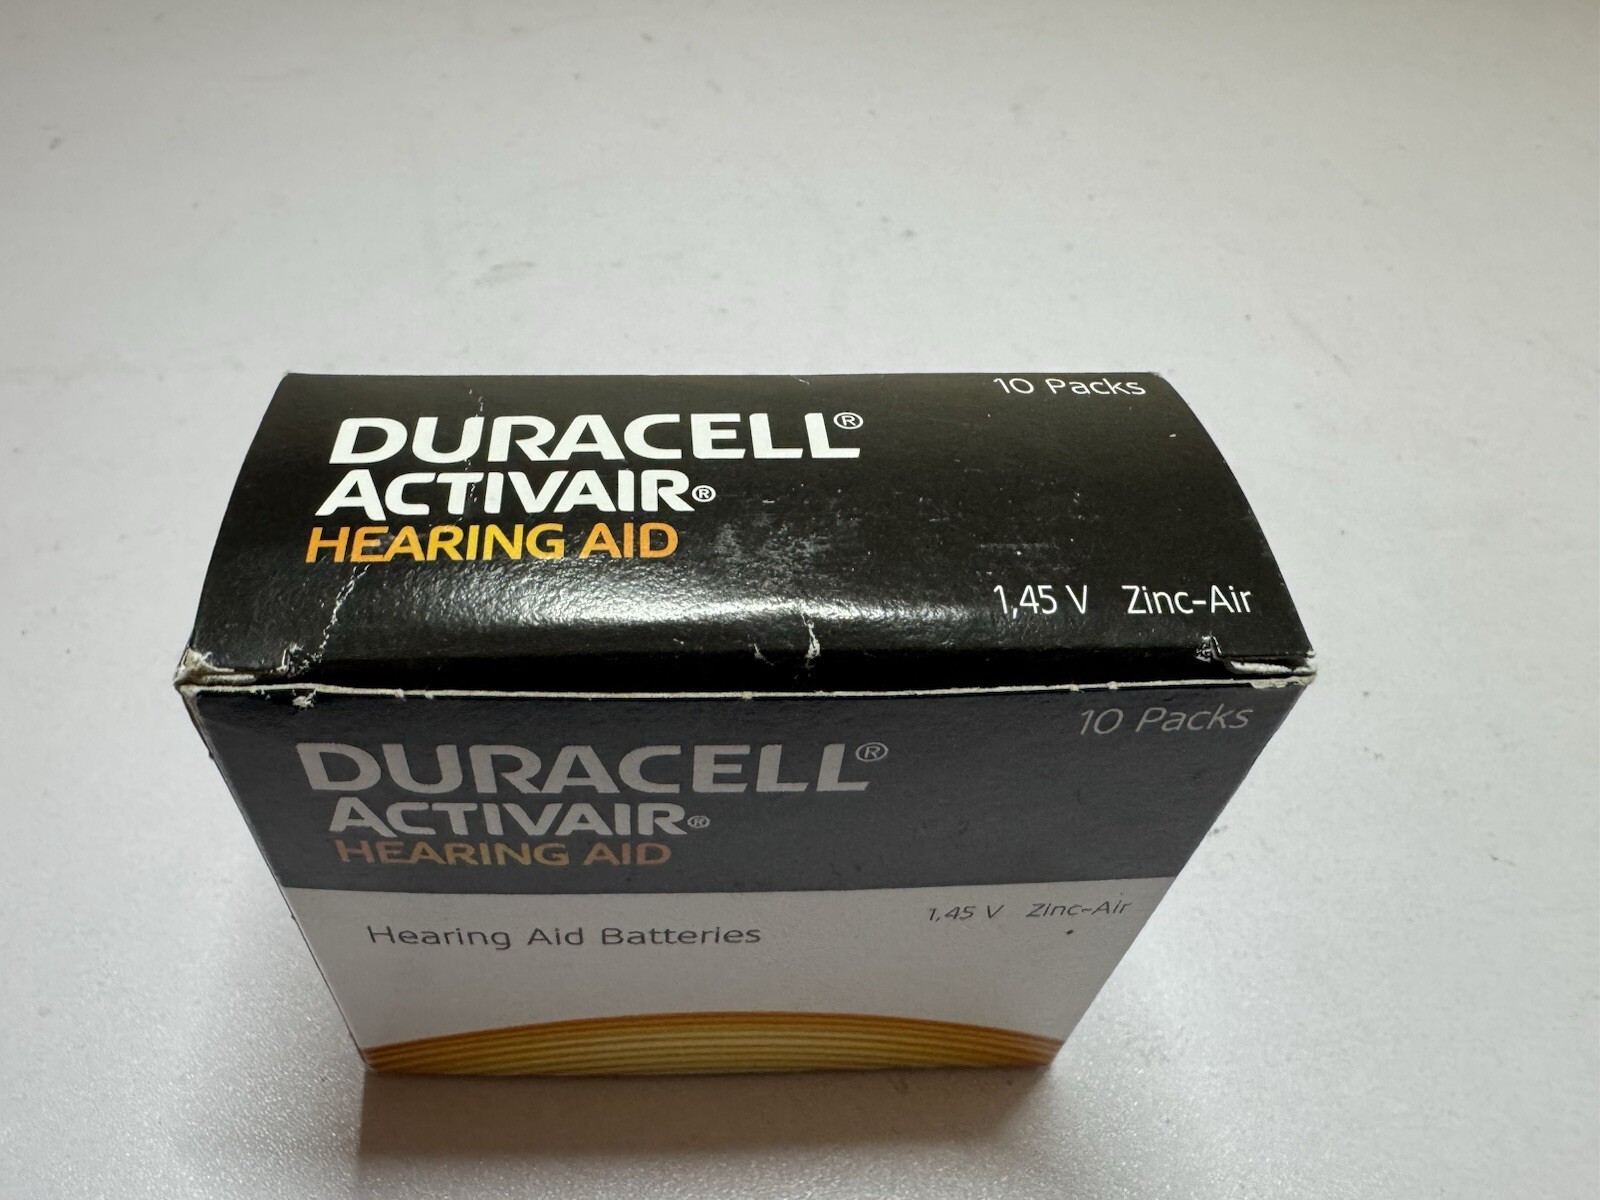 10 Packs
DURACELL®
ACTIVAIR®
HEARING AID
1,45 V Zinc-Air
10 Packs
DURACELL®
ACTIVAIR®
HEARING AID
1,45 V Zinc-Air
Hearing Aid Batteries